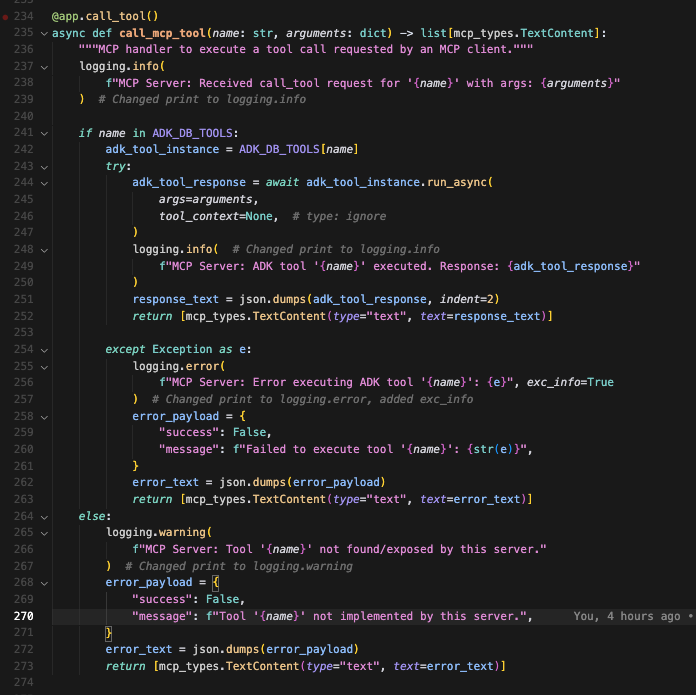 234 @app.call_tool()
235 async def call_mcp_tool(name: str, arguments: dict) -> list[mcp_types.TextContent]:
236     """MCP handler to execute a tool call requested by an MCP client."""
237     logging.info(
238         f"MCP Server: Received call_tool request for '{name}' with args: {arguments}"
239     )  # Changed print to logging.info
240
241     if name in ADK_DB_TOOLS:
242         adk_tool_instance = ADK_DB_TOOLS[name]
243         try:
244             adk_tool_response = await adk_tool_instance.run_async(
245                 args=arguments,
246                 tool_context=None,  # type: ignore
247             )
248             logging.info(  # Changed print to logging.info
249                 f"MCP Server: ADK tool '{name}' executed. Response: {adk_tool_response}"
250             )
251             response_text = json.dumps(adk_tool_response, indent=2)
252             return [mcp_types.TextContent(type="text", text=response_text)]
253
254         except Exception as e:
255             logging.error(
256                 f"MCP Server: Error executing ADK tool '{name}': {e}", exc_info=True
257             )  # Changed print to logging.error, added exc_info
258             error_payload = {
259                 "success": False,
260                 "message": f"Failed to execute tool '{name}': {str(e)}",
261             }
262             error_text = json.dumps(error_payload)
263             return [mcp_types.TextContent(type="text", text=error_text)]
264     else:
265         logging.warning(
266             f"MCP Server: Tool '{name}' not found/exposed by this server."
267         )  # Changed print to logging.warning
268         error_payload = {
269             "success": False,
270             "message": f"Tool '{name}' not implemented by this server.",     You, 4 hours ago •
271         }
272         error_text = json.dumps(error_payload)
273         return [mcp_types.TextContent(type="text", text=error_text)]
274